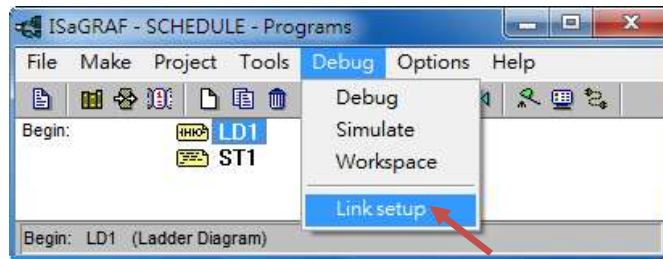 ISaGRAF - SCHEDULE - Programs
File Make Project Tools Debug Options Help
Debug
Simulate
Workspace
Link setup
Begin: LD1
ST1
Begin: LD1 (Ladder Diagram)